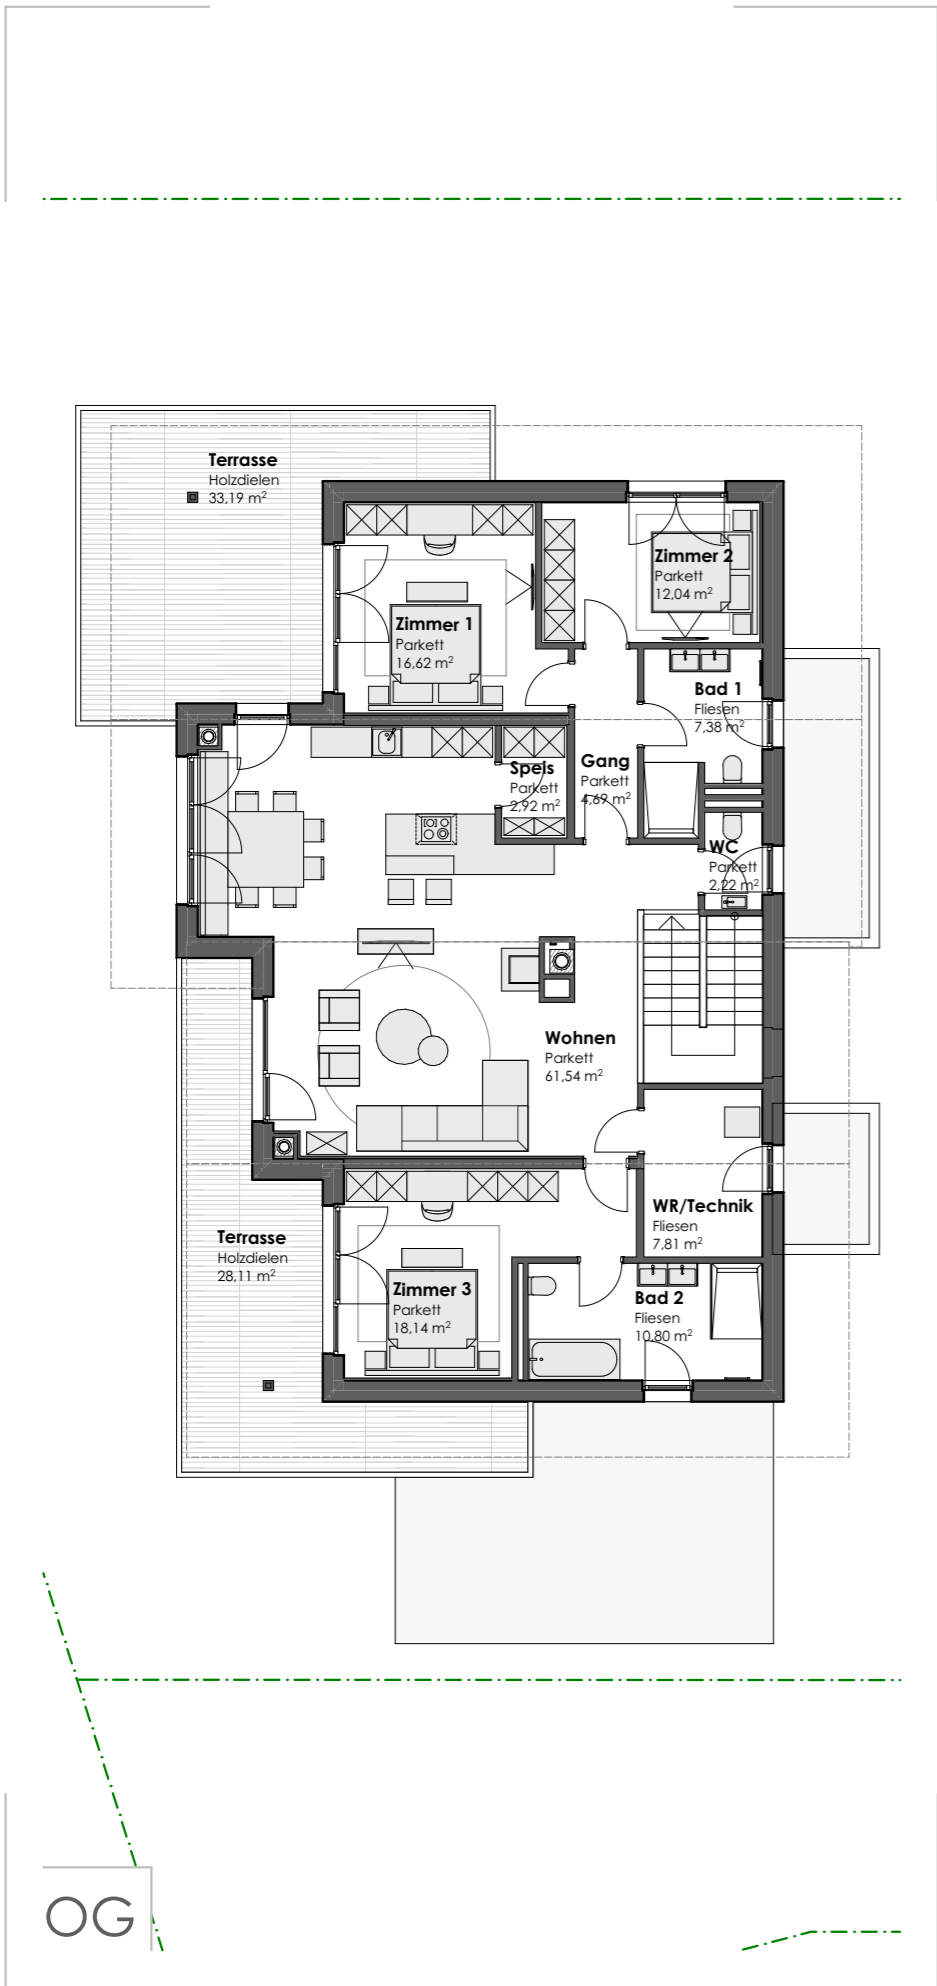 Terrasse
Holzdielen
33,19 m²
Zimmer 1
Parkett
16,62 m²
Zimmer 2
Parkett
12,04 m²
Bad 1
Fliesen
7,38 m²
Speis
Parkett
2,92 m²
Gang
Parkett
4,69 m²
WC
Parkett
2,22 m²
Wohnen
Parkett
61,54 m²
WR/Technik
Fliesen
7,81 m²
Terrasse
Holzdielen
28,11 m²
Zimmer 3
Parkett
18,14 m²
Bad 2
Fliesen
10,80 m²
OG